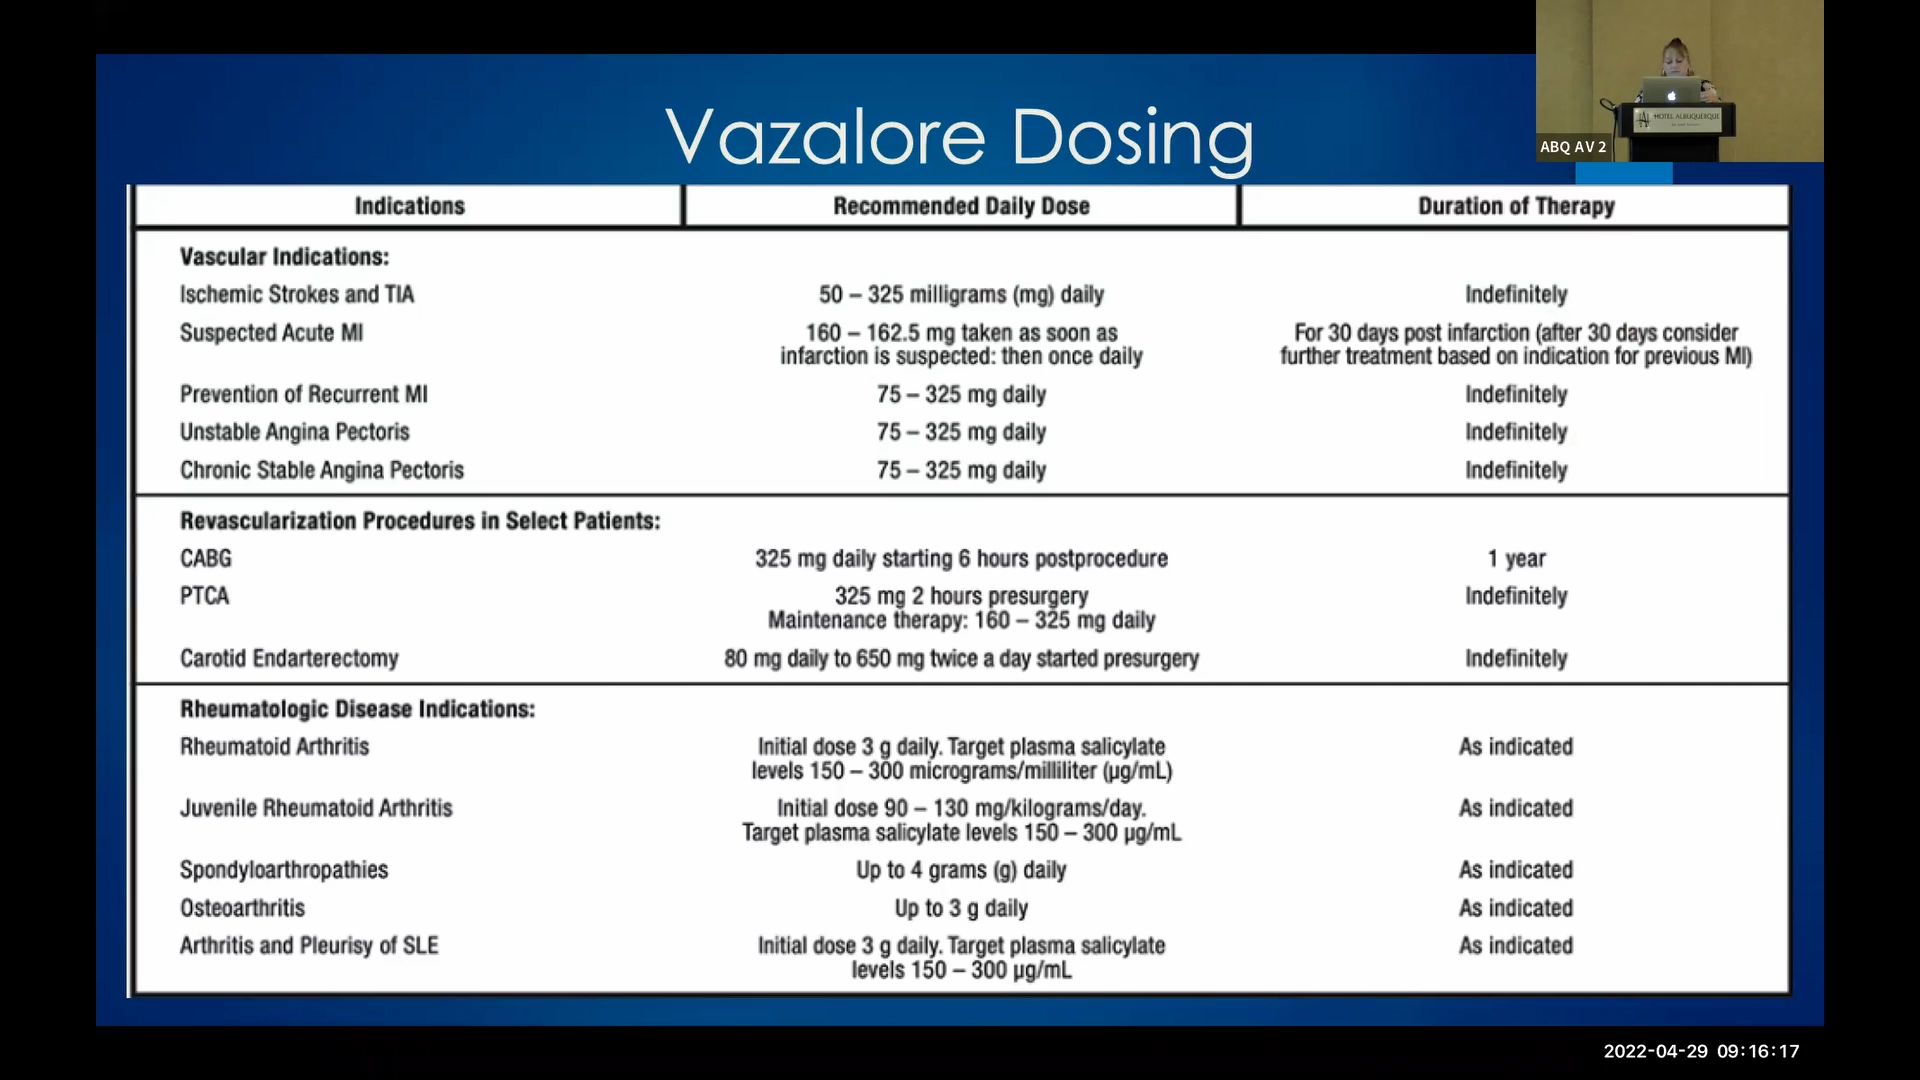 Vazalore Dosing
HOTEL ALBUQUERQUE
ABQ AV 2
Indications Recommended Daily Dose Duration of Therapy
Vascular Indications:
Ischemic Strokes and TIA 50 – 325 milligrams (mg) daily Indefinitely
Suspected Acute MI 160 – 162.5 mg taken as soon as For 30 days post infarction (after 30 days consider
infarction is suspected: then once daily further treatment based on indication for previous MI)
Prevention of Recurrent MI 75 – 325 mg daily Indefinitely
Unstable Angina Pectoris 75 – 325 mg daily Indefinitely
Chronic Stable Angina Pectoris 75 – 325 mg daily Indefinitely
Revascularization Procedures in Select Patients:
CABG 325 mg daily starting 6 hours postprocedure 1 year
PTCA 325 mg 2 hours presurgery Indefinitely
Maintenance therapy: 160 – 325 mg daily
Carotid Endarterectomy 80 mg daily to 650 mg twice a day started presurgery Indefinitely
Rheumatologic Disease Indications:
Rheumatoid Arthritis Initial dose 3 g daily. Target plasma salicylate As indicated
levels 150 – 300 micrograms/milliliter (µg/mL)
Juvenile Rheumatoid Arthritis Initial dose 90 – 130 mg/kilograms/day. As indicated
Target plasma salicylate levels 150 – 300 µg/mL
Spondyloarthropathies Up to 4 grams (g) daily As indicated
Osteoarthritis Up to 3 g daily As indicated
Arthritis and Pleurisy of SLE Initial dose 3 g daily. Target plasma salicylate As indicated
levels 150 – 300 µg/mL
2022-04-29 09:16:17